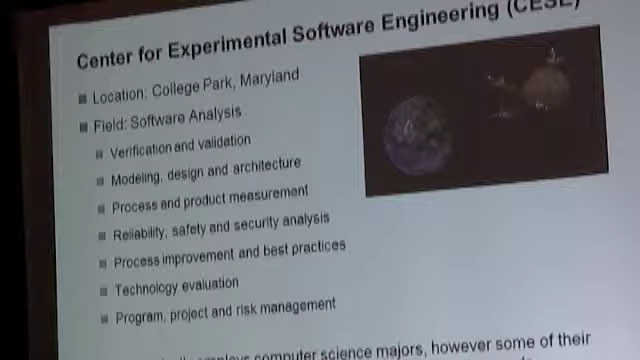 Center for Experimental Software Engineering (CESE)
Location: College Park, Maryland
Field: Software Analysis
Verification and validation
Modeling, design and architecture
Process and product measurement
Reliability, safety and security analysis
Process improvement and best practices
Technology evaluation
Program, project and risk management
computer science majors, however some of their